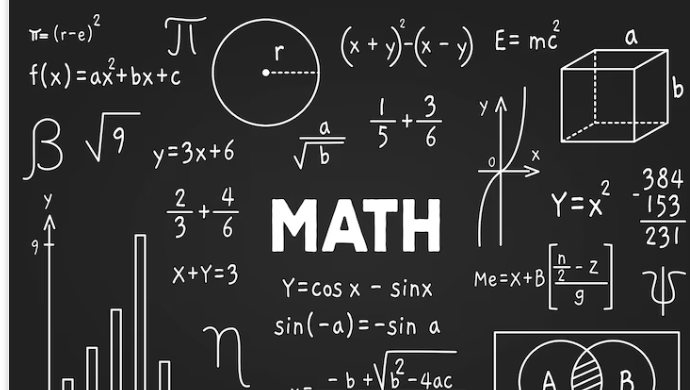 π=(r-e)²
π
r
(x+y)²-(x-y)
E=mc²
a
b
f(x)=ax²+bx+c
β
√9
y=3x+6
a/√b
1/5+3/6
y
x
0
Y=x²
384
-153
231
y
9
2/3+4/6
MATH
x+Y=3
Y=cos x - sinx
sin(-a)=-sin a
Me=x+B[(n/2-z)/g]
ψ
η
-b+√b²-4ac
A
B